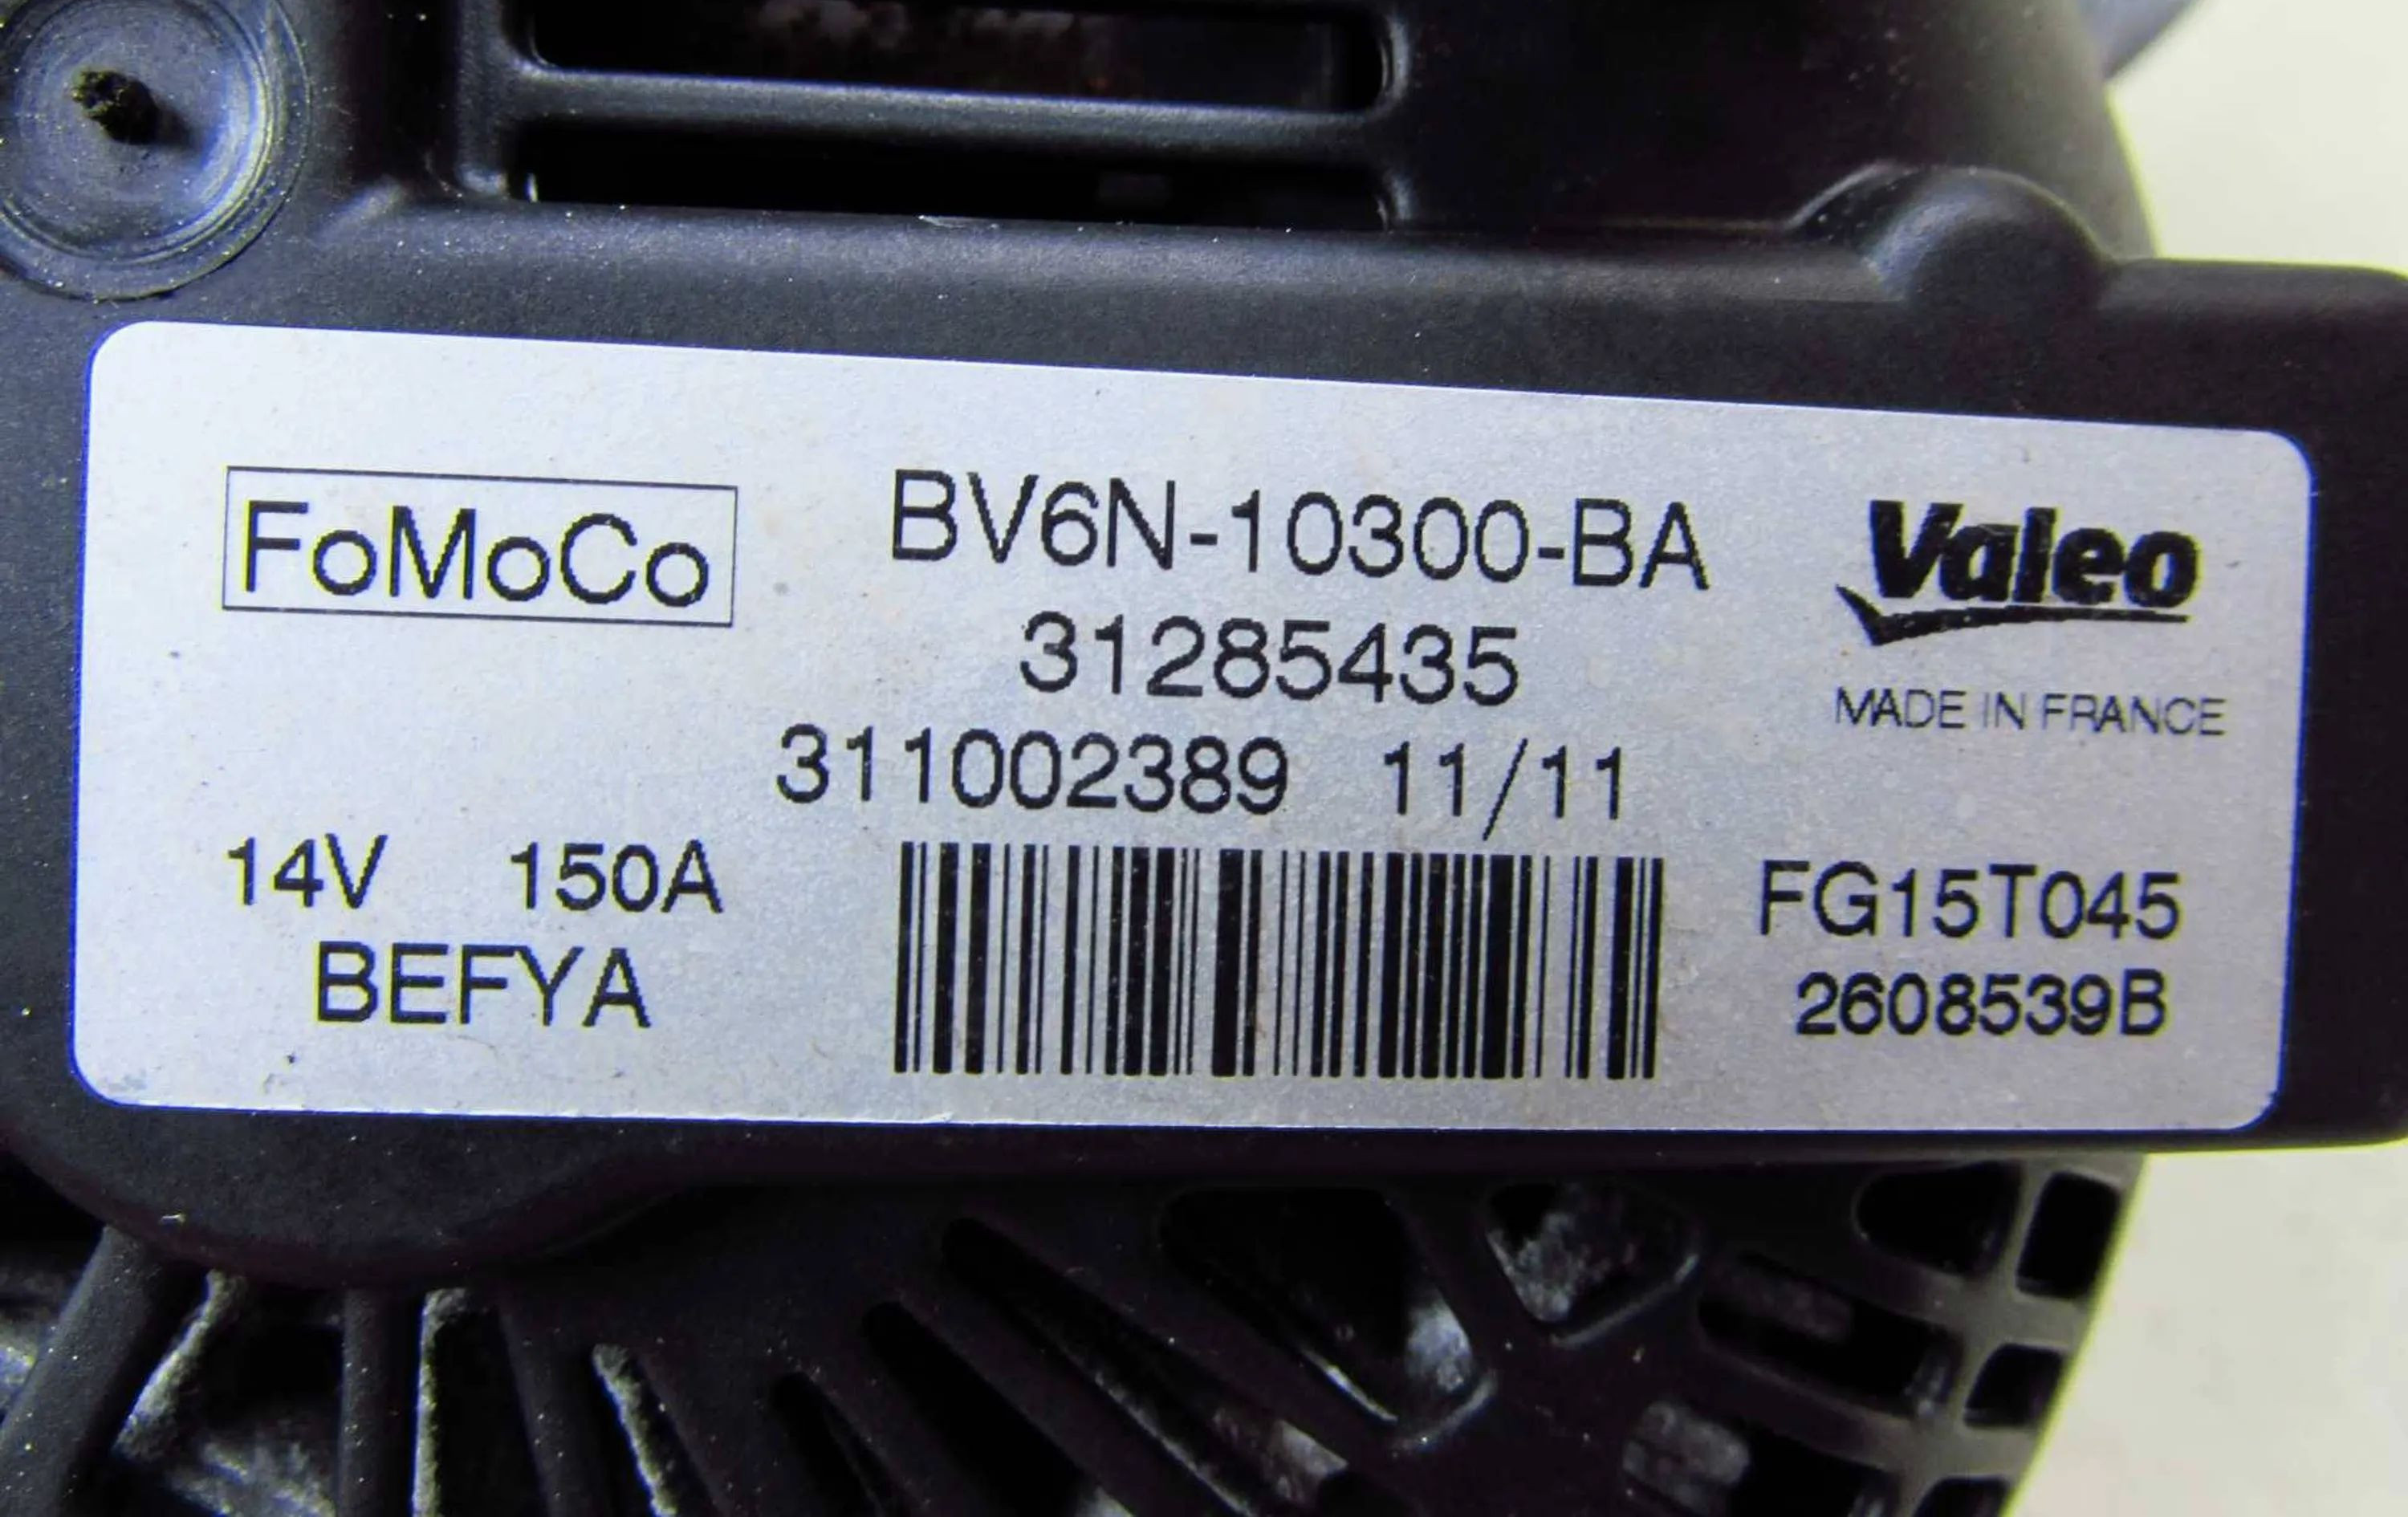 FoMoCo
BV6N-10300-BA
31285435
311002389 11/11
Valeo
MADE IN FRANCE
14V 150A
BEFYA
FG15T045
2608539B